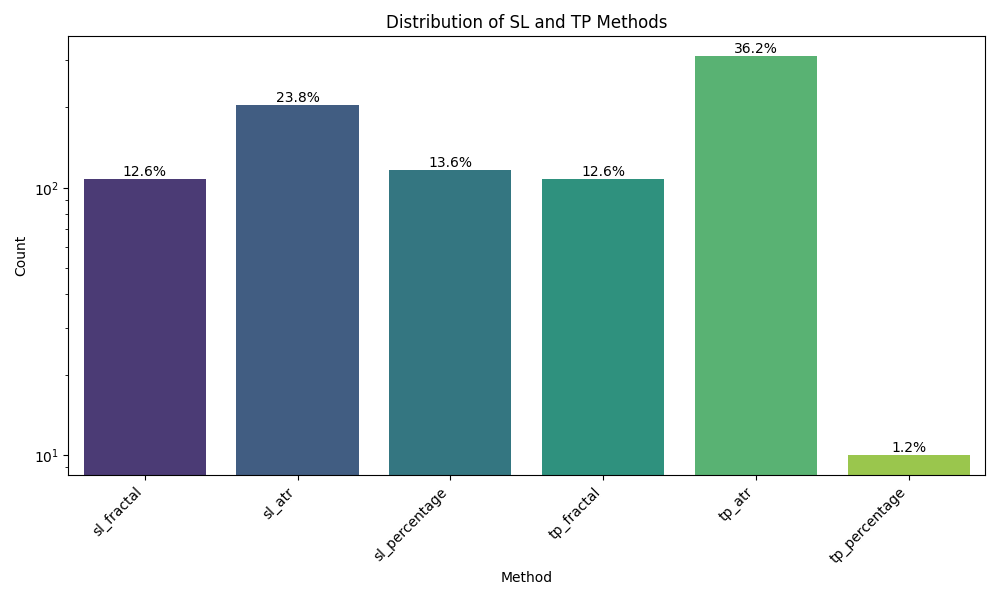 Distribution of SL and TP Methods
36.2%
23.8%
13.6%
12.6%
12.6%
1.2%
10²
10¹
Count
sl_fractal
sl_atr
sl_percentage
tp_fractal
tp_atr
tp_percentage
Method